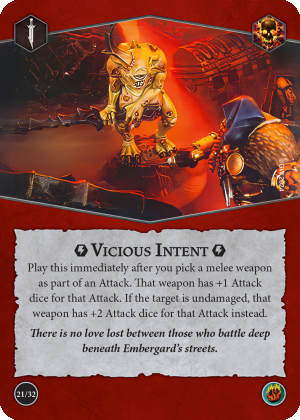 Vicious Intent
Play this immediately after you pick a melee weapon
as part of an Attack. That weapon has +1 Attack
dice for that Attack. If the target is undamaged, that
weapon has +2 Attack dice for that Attack instead.
There is no love lost between those who battle deep
beneath Embergard's streets.
21/32